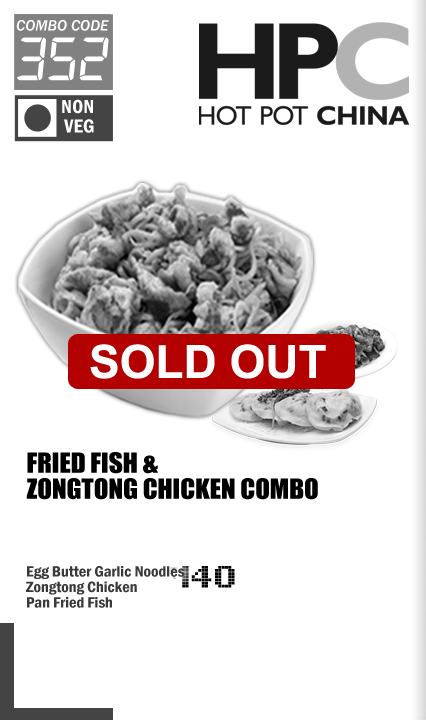 COMBO CODE
352
NON
VEG
HPC
HOT POT CHINA
SOLD OUT
FRIED FISH &
ZONGTONG CHICKEN COMBO
Egg Butter Garlic Noodles 140
Zongtong Chicken
Pan Fried Fish